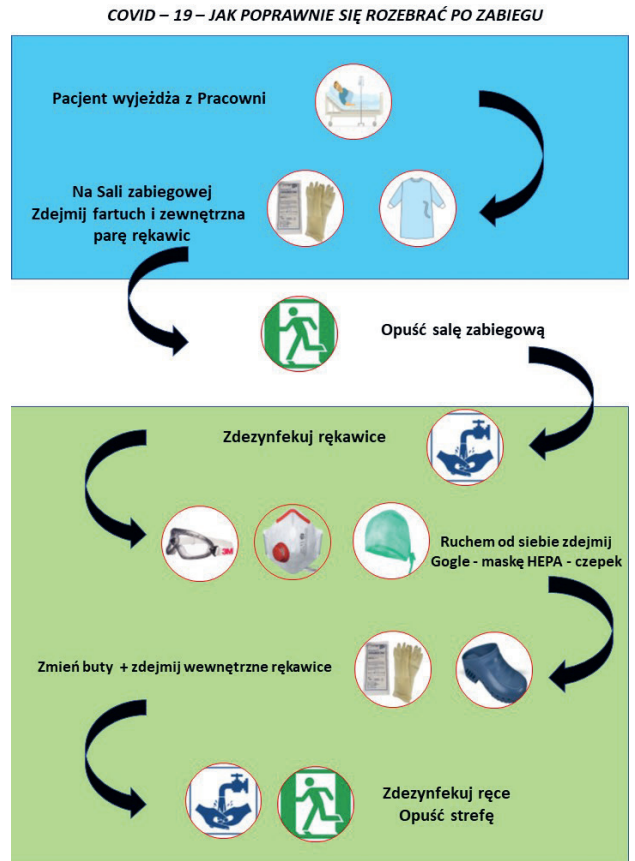 COVID – 19 – JAK POPRAWNIE SIĘ ROZEBRAĆ PO ZABIEGU
Pacjent wyjeżdża z Pracowni
Na Sali zabiegowej
Zdejmij fartuch i zewnętrzna
parę rękawic
Opuść salę zabiegową
Zdezynfekuj rękawice
3M
Ruchem od siebie zdejmij
Gogle - maskę HEPA - czepek
Zmień buty + zdejmij wewnętrzne rękawice
Zdezynfekuj ręce
Opuść strefę